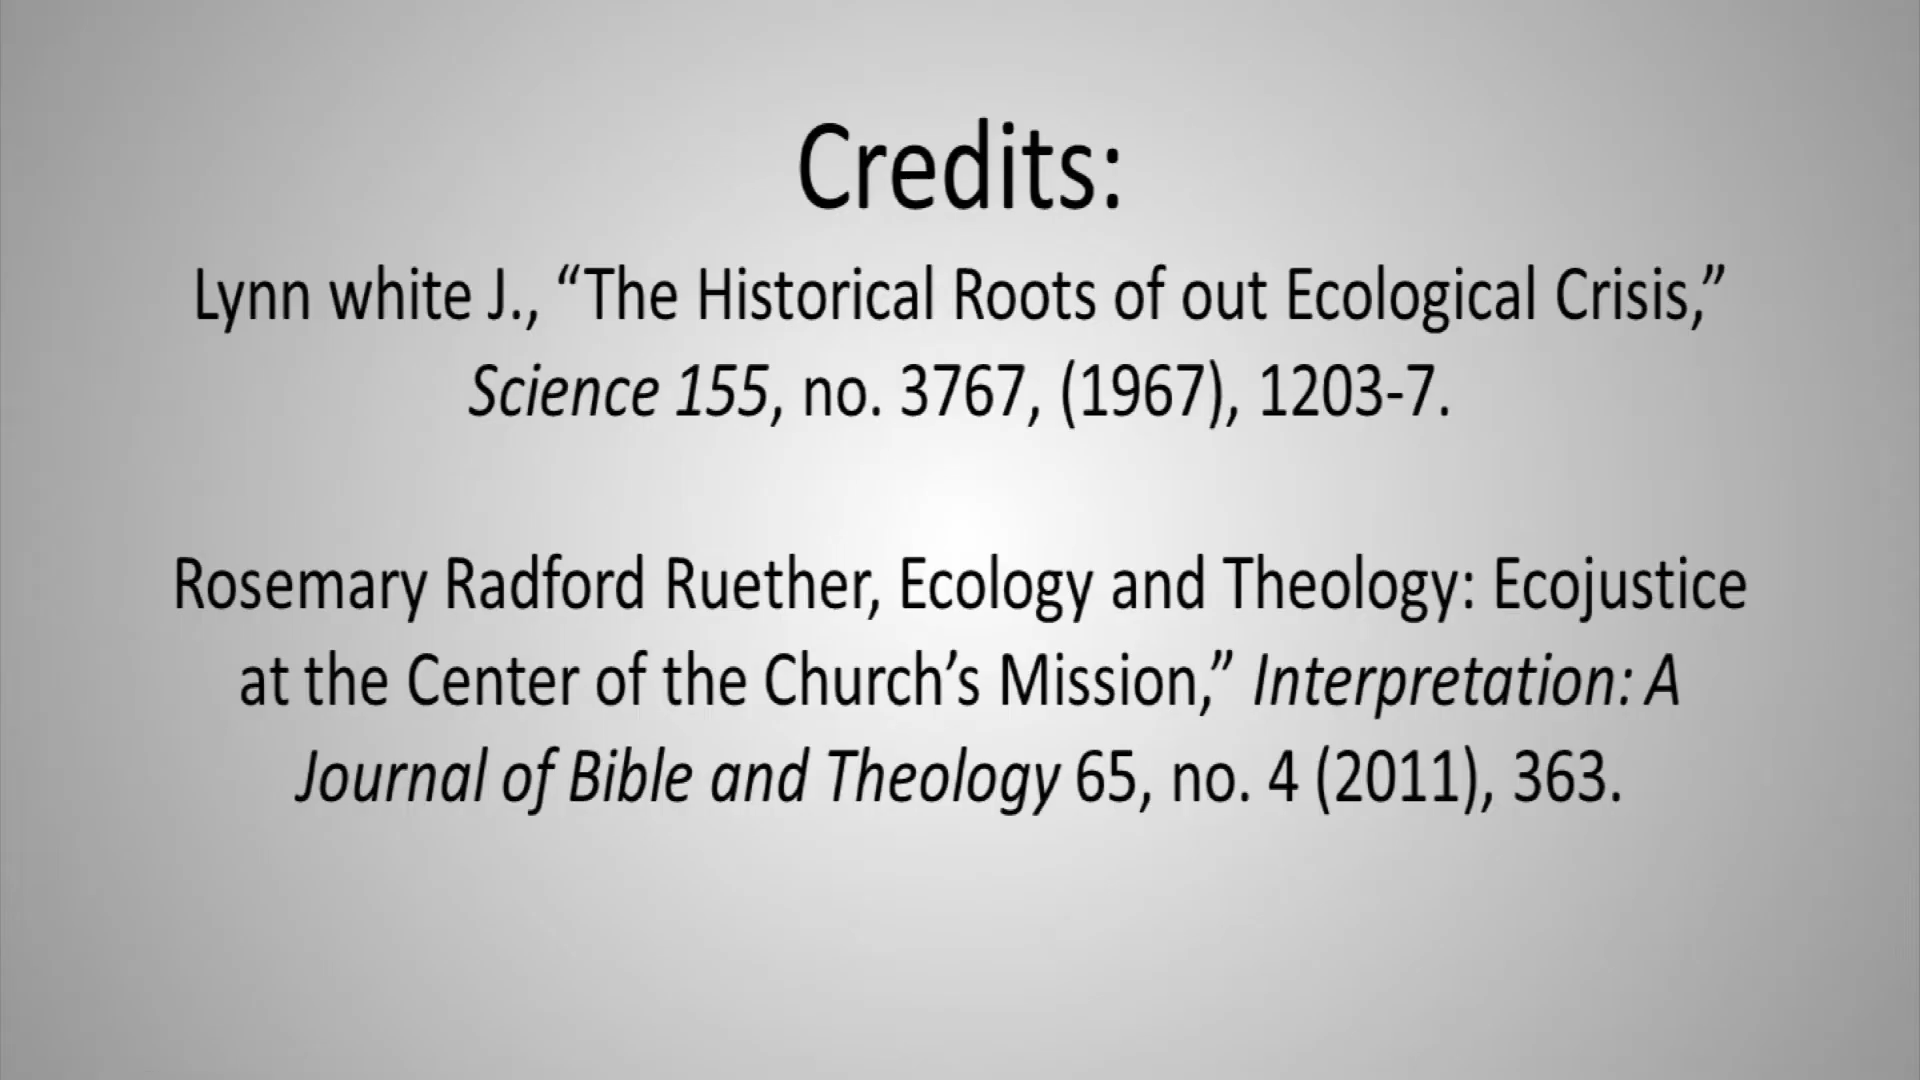 Credits:
Lynn white J., “The Historical Roots of out Ecological Crisis,”
Science 155, no. 3767, (1967), 1203-7.
Rosemary Radford Ruether, Ecology and Theology: Ecojustice
at the Center of the Church’s Mission,” Interpretation: A
Journal of Bible and Theology 65, no. 4 (2011), 363.